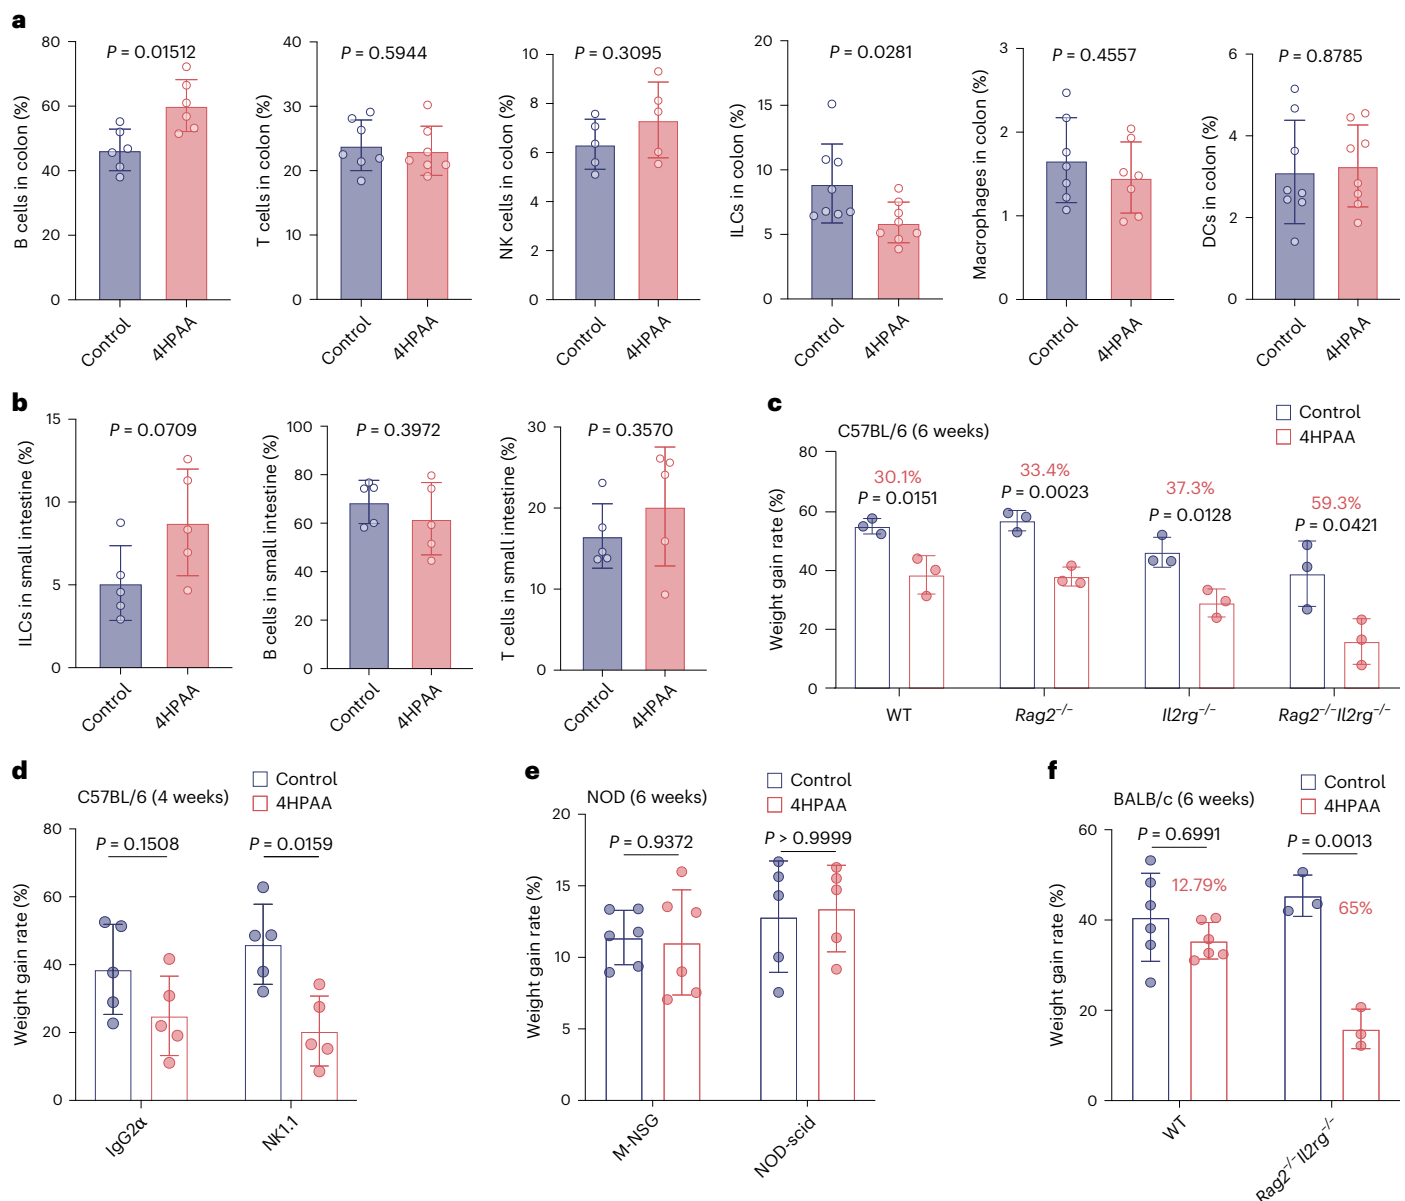 a
P = 0.01512
B cells in colon (%)
80
60
40
20
0
Control
4HPAA
P = 0.5944
T cells in colon (%)
40
30
20
10
0
Control
4HPAA
P = 0.3095
NK cells in colon (%)
10
8
6
4
2
0
Control
4HPAA
P = 0.0281
ILCs in colon (%)
20
15
10
5
0
Control
4HPAA
P = 0.4557
Macrophages in colon (%)
3
2
1
0
Control
4HPAA
P = 0.8785
DCs in colon (%)
6
4
2
0
Control
4HPAA
b
P = 0.0709
ILCs in small intestine (%)
15
10
5
0
Control
4HPAA
P = 0.3972
B cells in small intestine (%)
100
80
60
40
20
0
Control
4HPAA
P = 0.3570
T cells in small intestine (%)
30
20
10
0
Control
4HPAA
c
Control
4HPAA
C57BL/6 (6 weeks)
Weight gain rate (%)
80
60
40
20
0
30.1%
P = 0.0151
33.4%
P = 0.0023
37.3%
P = 0.0128
59.3%
P = 0.0421
WT
Rag2−/−
Il2rg−/−
Rag2−/−Il2rg−/−
d
Control
4HPAA
C57BL/6 (4 weeks)
Weight gain rate (%)
80
60
40
20
0
P = 0.1508
P = 0.0159
IgG2α
NK1.1
e
Control
4HPAA
NOD (6 weeks)
Weight gain rate (%)
20
15
10
5
0
P = 0.9372
P > 0.9999
M-NSG
NOD-scid
f
Control
4HPAA
BALB/c (6 weeks)
Weight gain rate (%)
60
40
20
0
P = 0.6991
12.79%
P = 0.0013
65%
WT
Rag2−/−Il2rg−/−